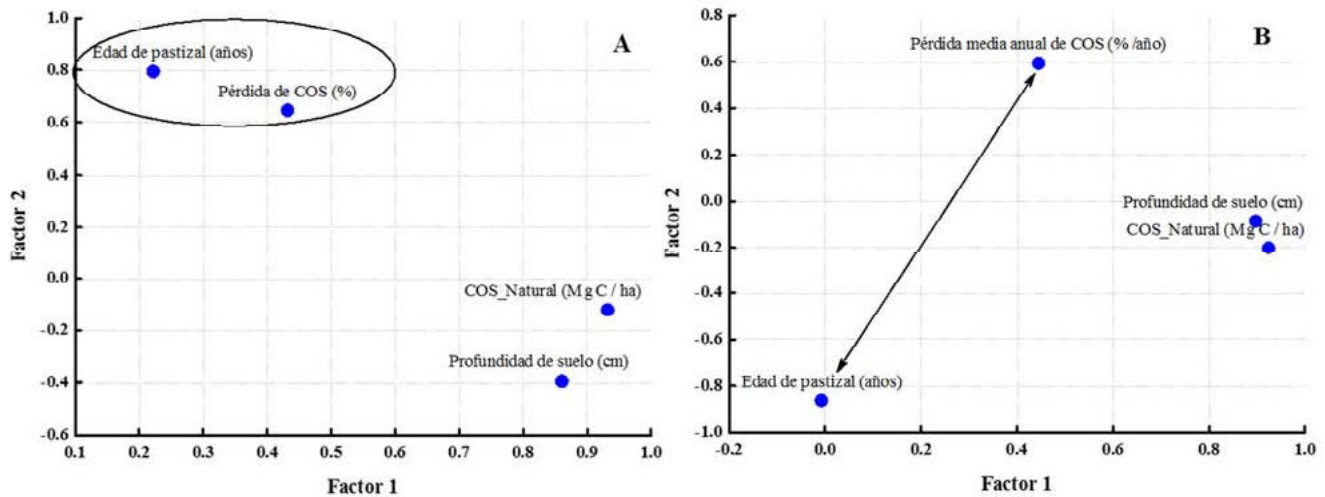 A
Edad de pastizal (años)
Pérdida de COS (%)
COS_Natural (Mg C / ha)
Profundidad de suelo (cm)
Factor 2
1.0
0.8
0.6
0.4
0.2
0.0
-0.2
-0.4
-0.6
0.1 0.2 0.3 0.4 0.5 0.6 0.7 0.8 0.9 1.0
Factor 1
B
Pérdida media anual de COS (% /año)
Profundidad de suelo (cm)
COS_Natural (Mg C / ha)
Edad de pastizal (años)
Factor 2
0.8
0.6
0.4
0.2
0.0
-0.2
-0.4
-0.6
-0.8
-1.0
-0.2 0.0 0.2 0.4 0.6 0.8 1.0
Factor 1